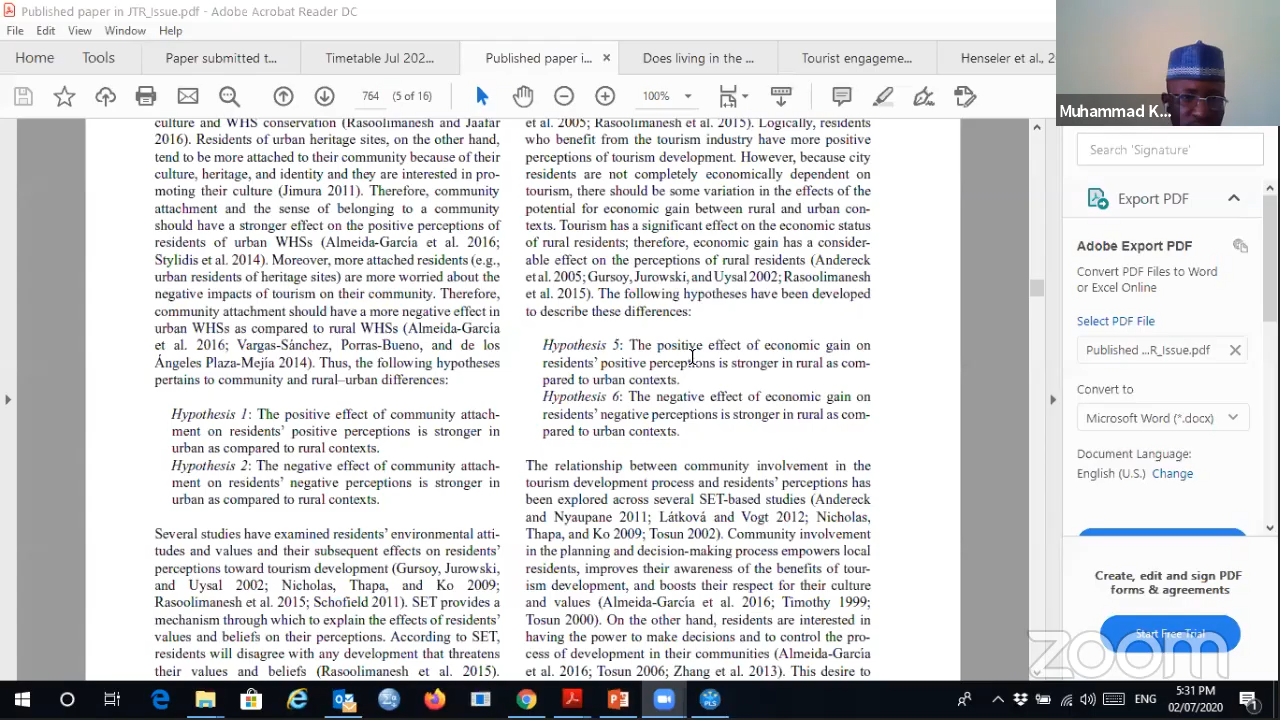 Published paper in JTR_Issue.pdf - Adobe Acrobat Reader DC
File Edit View Window Help
Home Tools Paper submitted t... Timetable Jul 202... Published paper i... × Does living in the ... Tourist engageme... Henseler et al., 2
764 (5 of 16) 100%
Muhammad K...
culture and WHS conservation (Rasoolimanesh and Jaafar
2016). Residents of urban heritage sites, on the other hand,
tend to be more attached to their community because of their
culture, heritage, and identity and they are interested in pro-
moting their culture (Jimura 2011). Therefore, community
attachment and the sense of belonging to a community
should have a stronger effect on the positive perceptions of
residents of urban WHSs (Almeida-García et al. 2016;
Stylidis et al. 2014). Moreover, more attached residents (e.g.,
urban residents of heritage sites) are more worried about the
negative impacts of tourism on their community. Therefore,
community attachment should have a more negative effect in
urban WHSs as compared to rural WHSs (Almeida-García
et al. 2016; Vargas-Sánchez, Porras-Bueno, and de los
Ángeles Plaza-Mejía 2014). Thus, the following hypotheses
pertains to community and rural–urban differences:
Hypothesis 1: The positive effect of community attach-
ment on residents’ positive perceptions is stronger in
urban as compared to rural contexts.
Hypothesis 2: The negative effect of community attach-
ment on residents’ negative perceptions is stronger in
urban as compared to rural contexts.
Several studies have examined residents’ environmental atti-
tudes and values and their subsequent effects on residents’
perceptions toward tourism development (Gursoy, Jurowski,
and Uysal 2002; Nicholas, Thapa, and Ko 2009;
Rasoolimanesh et al. 2015; Schofield 2011). SET provides a
mechanism through which to explain the effects of residents’
values and beliefs on their perceptions. According to SET,
residents will disagree with any development that threatens
their values and beliefs (Rasoolimanesh et al. 2015).
et al. 2005; Rasoolimanesh et al. 2015). Logically, residents
who benefit from the tourism industry have more positive
perceptions of tourism development. However, because city
residents are not completely economically dependent on
tourism, there should be some variation in the effects of the
potential for economic gain between rural and urban con-
texts. Tourism has a significant effect on the economic status
of rural residents; therefore, economic gain has a consider-
able effect on the perceptions of rural residents (Andereck
et al. 2005; Gursoy, Jurowski, and Uysal 2002; Rasoolimanesh
et al. 2015). The following hypotheses have been developed
to describe these differences:
Hypothesis 5: The positive effect of economic gain on
residents’ positive perceptions is stronger in rural as com-
pared to urban contexts.
Hypothesis 6: The negative effect of economic gain on
residents’ negative perceptions is stronger in rural as com-
pared to urban contexts.
The relationship between community involvement in the
tourism development process and residents’ perceptions has
been explored across several SET-based studies (Andereck
and Nyaupane 2011; Látková and Vogt 2012; Nicholas,
Thapa, and Ko 2009; Tosun 2002). Community involvement
in the planning and decision-making process empowers local
residents, improves their awareness of the benefits of tour-
ism development, and boosts their respect for their culture
and values (Almeida-García et al. 2016; Timothy 1999;
Tosun 2000). On the other hand, residents are interested in
having the power to make decisions and to control the pro-
cess of development in their communities (Almeida-García
et al. 2016; Tosun 2006; Zhang et al. 2013). This desire to
Search 'Signature'
Export PDF
Adobe Export PDF
Convert PDF Files to Word
or Excel Online
Select PDF File
Published ...R_Issue.pdf
Convert to
Microsoft Word (*.docx)
Document Language:
English (U.S.) Change
Create, edit and sign PDF
forms & agreements
Start Free Trial
zoom
ENG
5:31 PM
02/07/2020
1